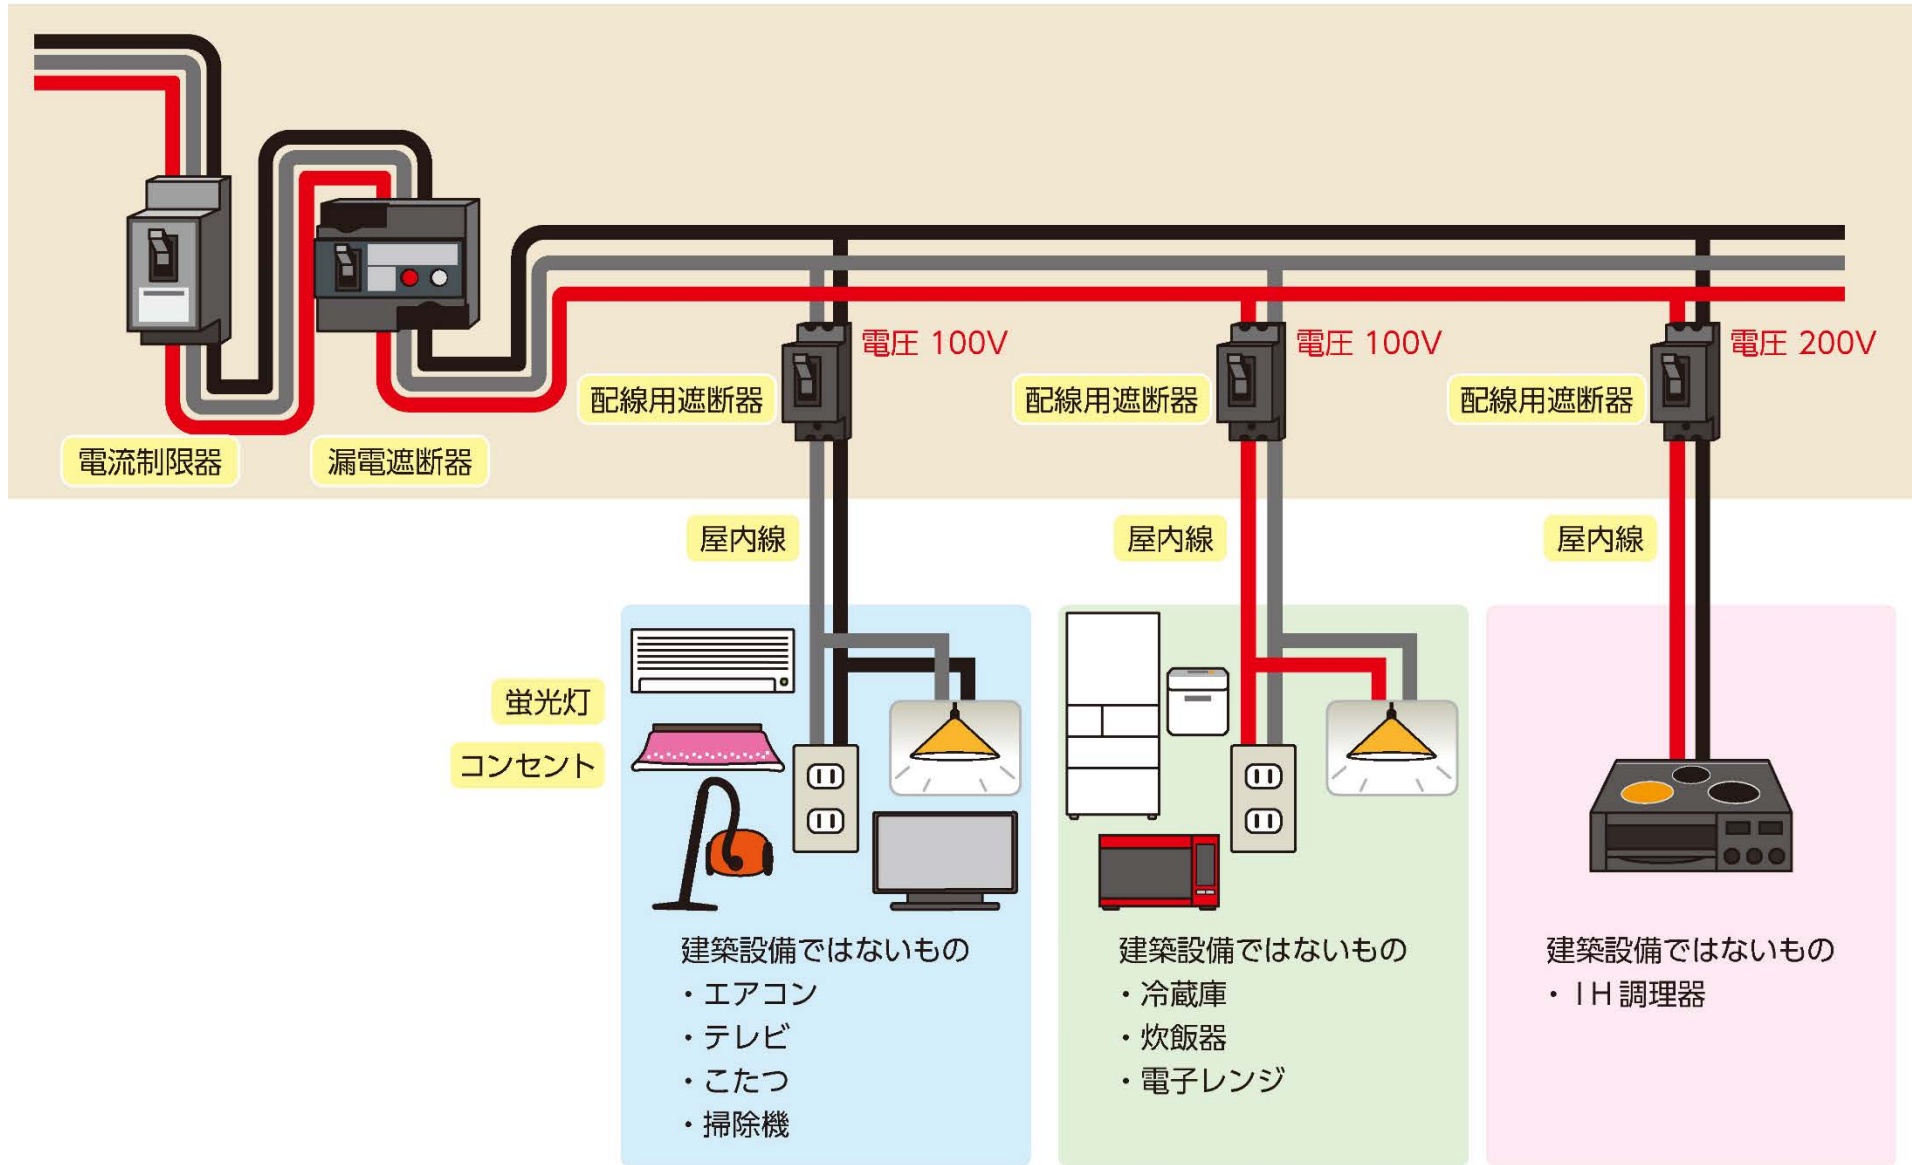 電圧 100V
電圧 100V
電圧 200V
配線用遮断器
配線用遮断器
配線用遮断器
電流制限器
漏電遮断器
屋内線
屋内線
屋内線
蛍光灯
コンセント
建築設備ではないもの
・エアコン
・テレビ
・こたつ
・掃除機
建築設備ではないもの
・冷蔵庫
・炊飯器
・電子レンジ
建築設備ではないもの
・IH調理器